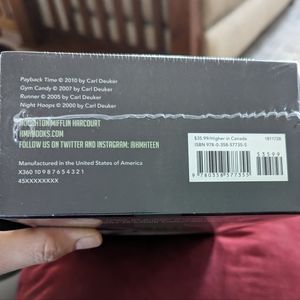 Payback Time © 2010 by Carl Deuker
Gym Candy © 2007 by Carl Deuker
Runner © 2005 by Carl Deuker
Night Hoops © 2000 by Carl Deuker
HOUGHTON MIFFLIN HARCOURT
HMHBOOKS.COM
FOLLOW US ON TWITTER AND INSTAGRAM: @HMHTEEN
Manufactured in the United States of America
X360 10 9 8 7 6 5 4 3 2 1
45XXXXXXXX
$35.99/Higher in Canada 1811728
ISBN 978-0-358-57735-5
53599
9780358577355